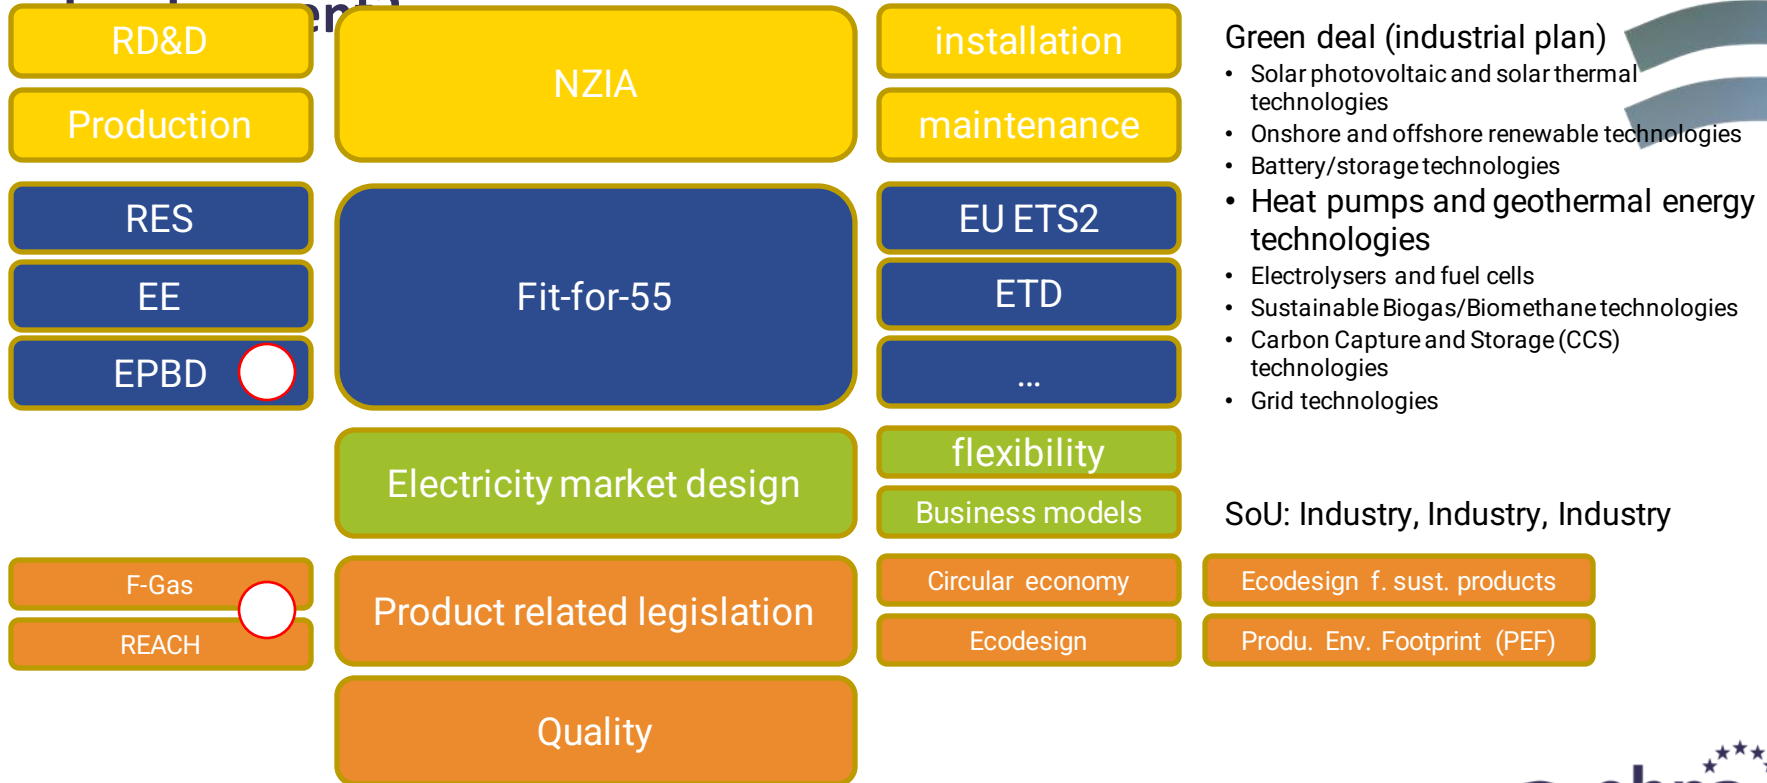 RD&D
Production
NZIA
installation
maintenance
RES
EE
EPBD
Fit-for-55
EU ETS2
ETD
...
Electricity market design
flexibility
Business models
F-Gas
REACH
Product related legislation
Circular economy
Ecodesign
Ecodesign f. sust. products
Produ. Env. Footprint (PEF)
Quality
Green deal (industrial plan)
• Solar photovoltaic and solar thermal
technologies
• Onshore and offshore renewable technologies
• Battery/storage technologies
• Heat pumps and geothermal energy
technologies
• Electrolysers and fuel cells
• Sustainable Biogas/Biomethane technologies
• Carbon Capture and Storage (CCS)
technologies
• Grid technologies
SoU: Industry, Industry, Industry